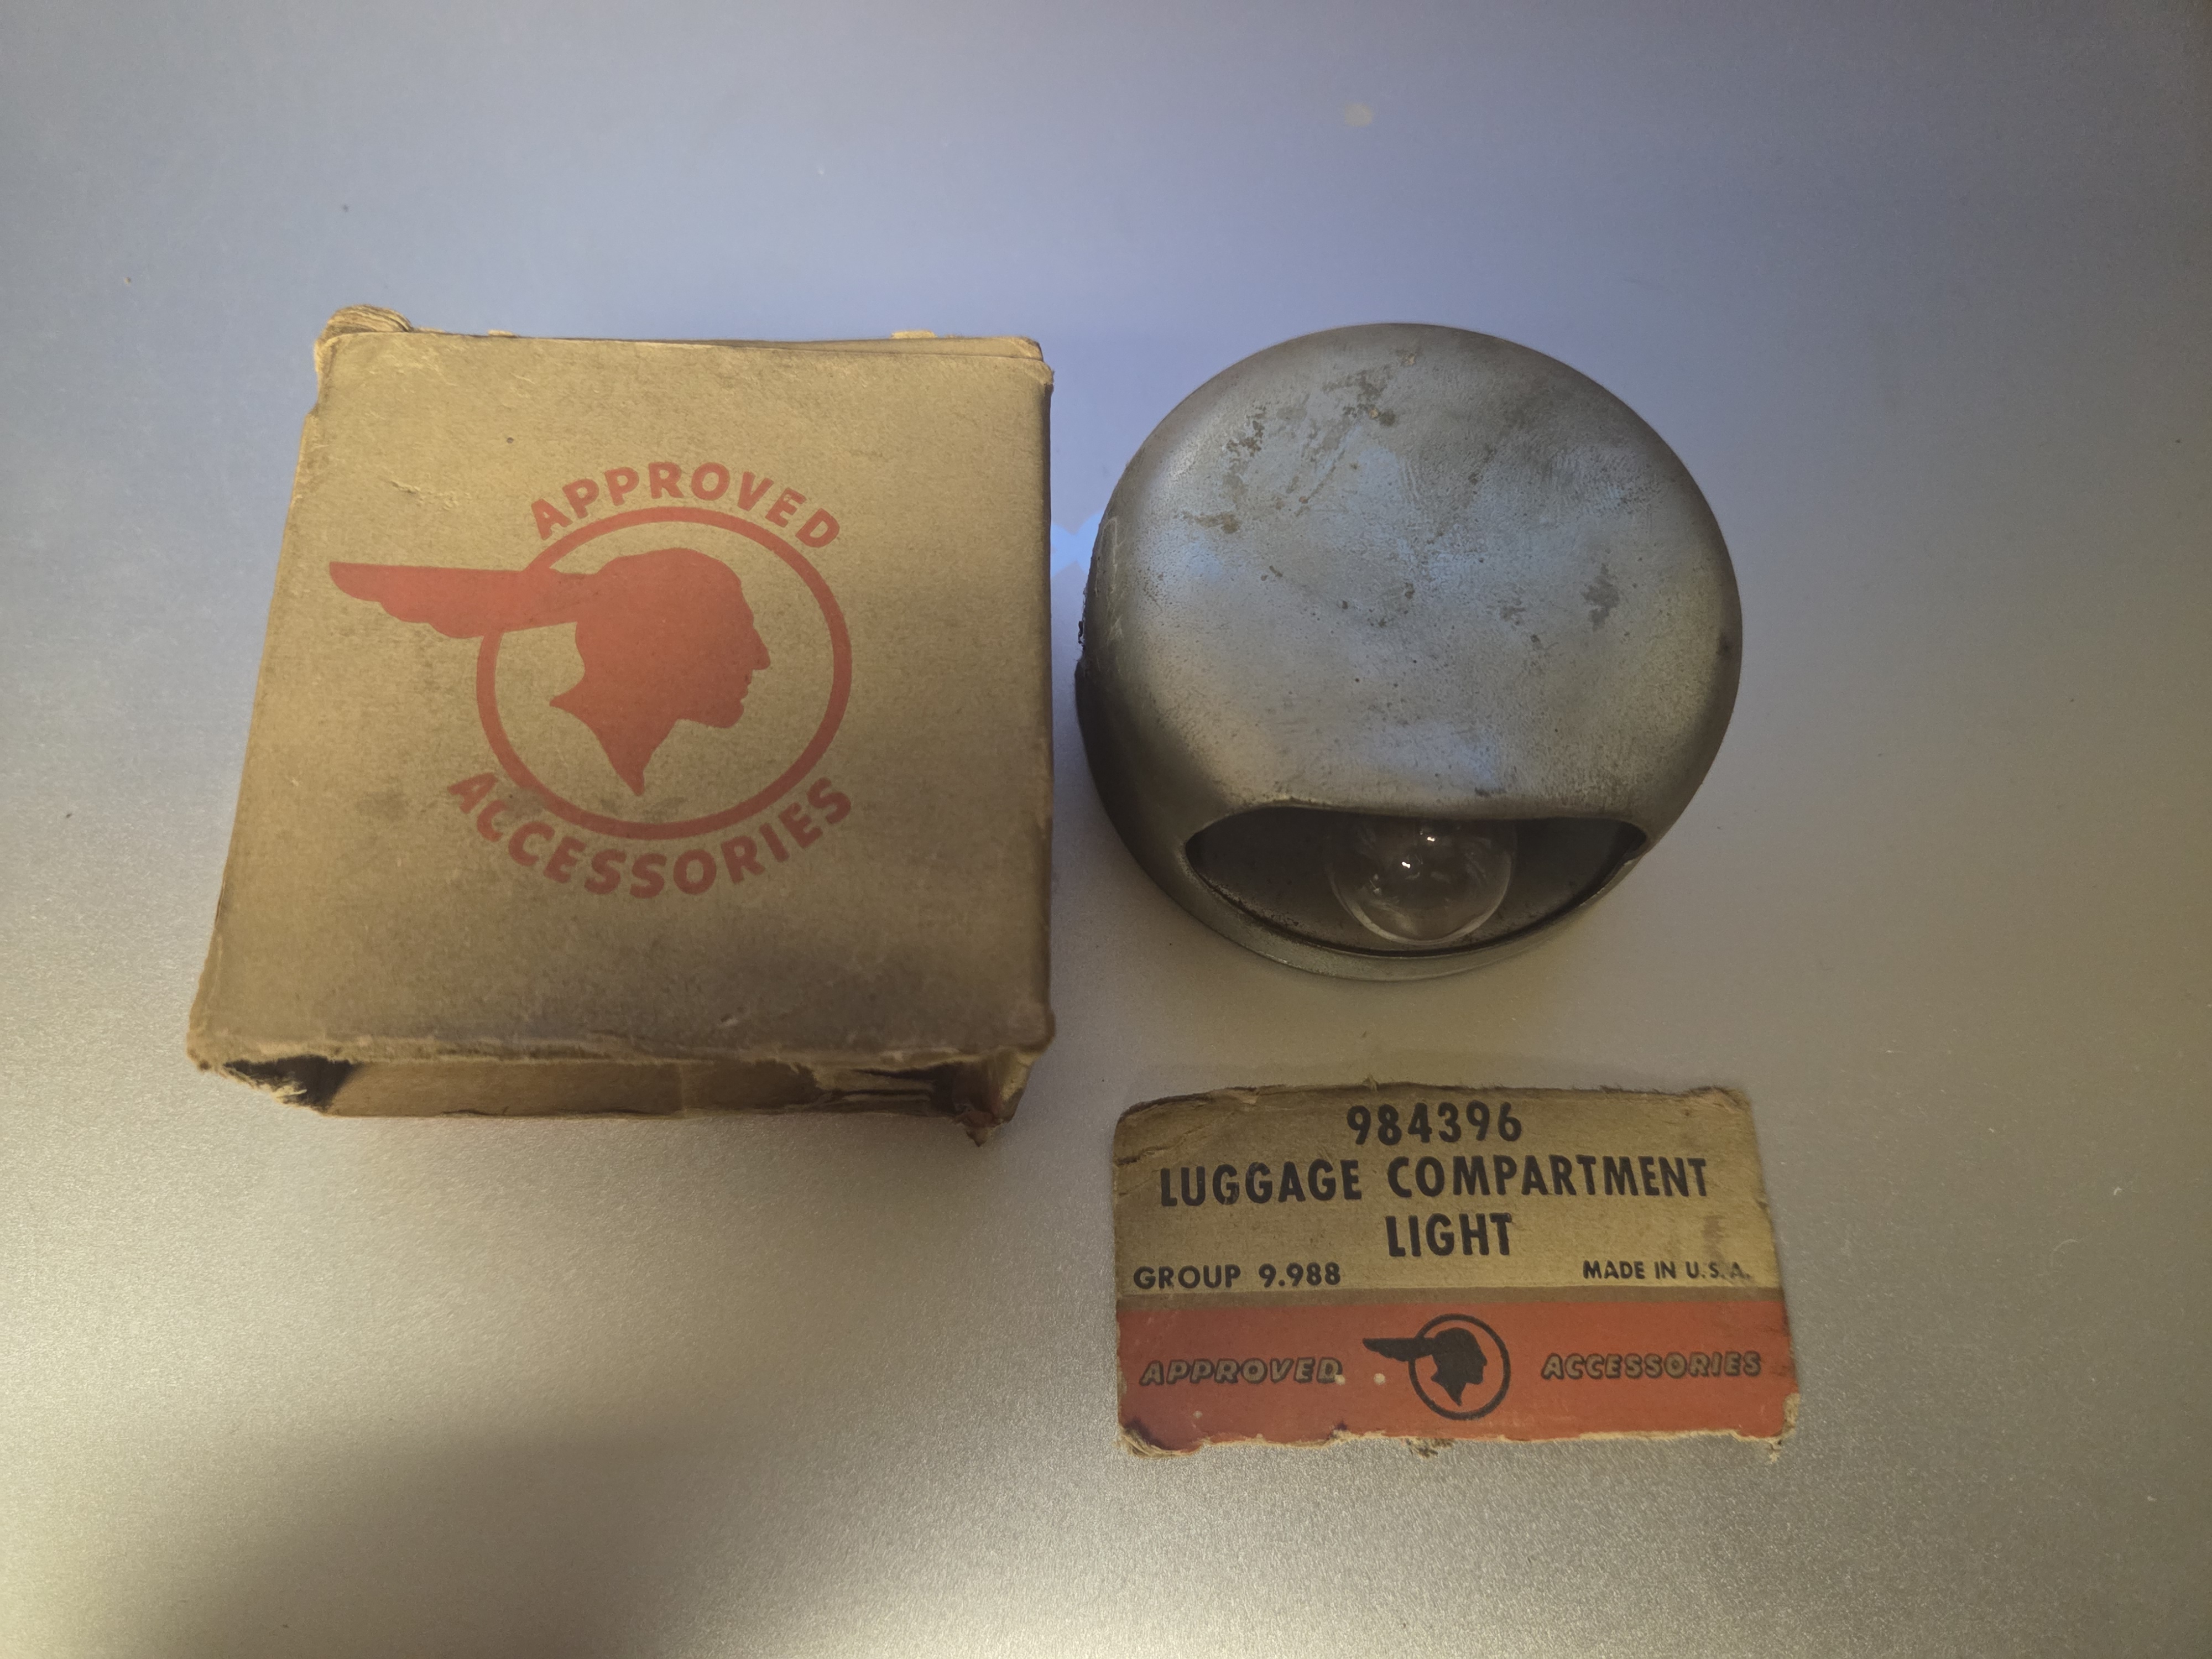 APPROVED
ACCESSORIES
984396
LUGGAGE COMPARTMENT
LIGHT
GROUP 9.988
MADE IN U.S.A.
APPROVED ACCESSORIES